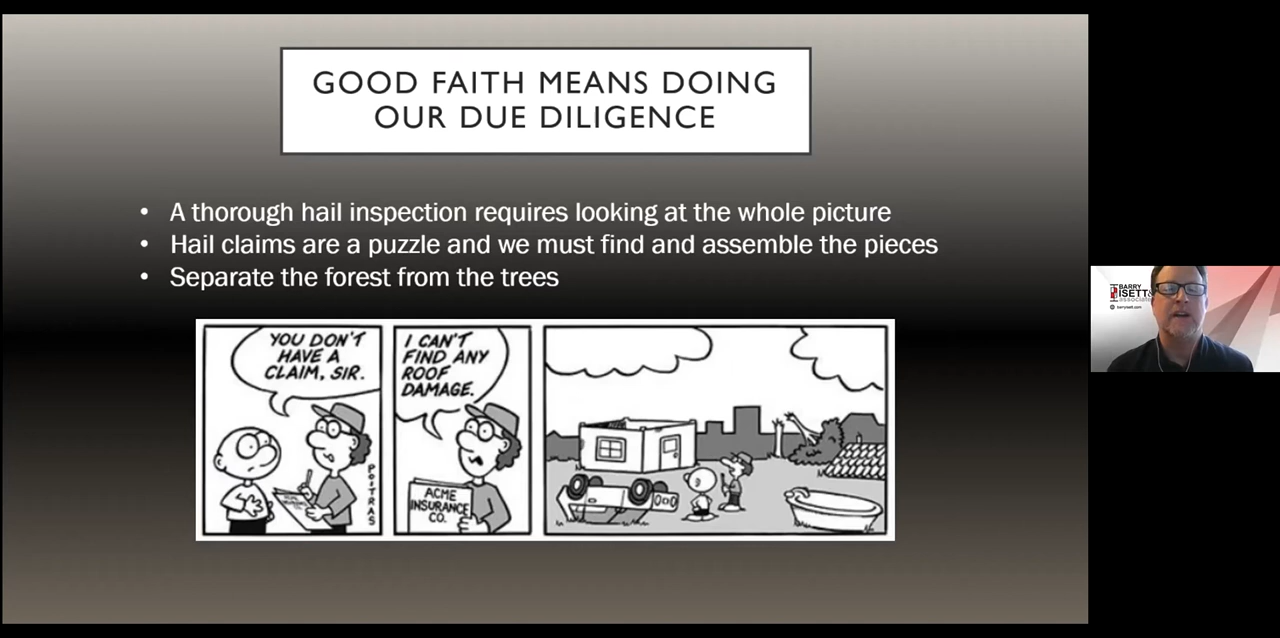 GOOD FAITH MEANS DOING
OUR DUE DILIGENCE
• A thorough hail inspection requires looking at the whole picture
• Hail claims are a puzzle and we must find and assemble the pieces
• Separate the forest from the trees
YOU DON'T
HAVE A
CLAIM, SIR.
POITRAS
I CAN'T
FIND ANY
ROOF
DAMAGE.
ACME
INSURANCE
CO.
BARRY
ISETT
associates
barryisett.com